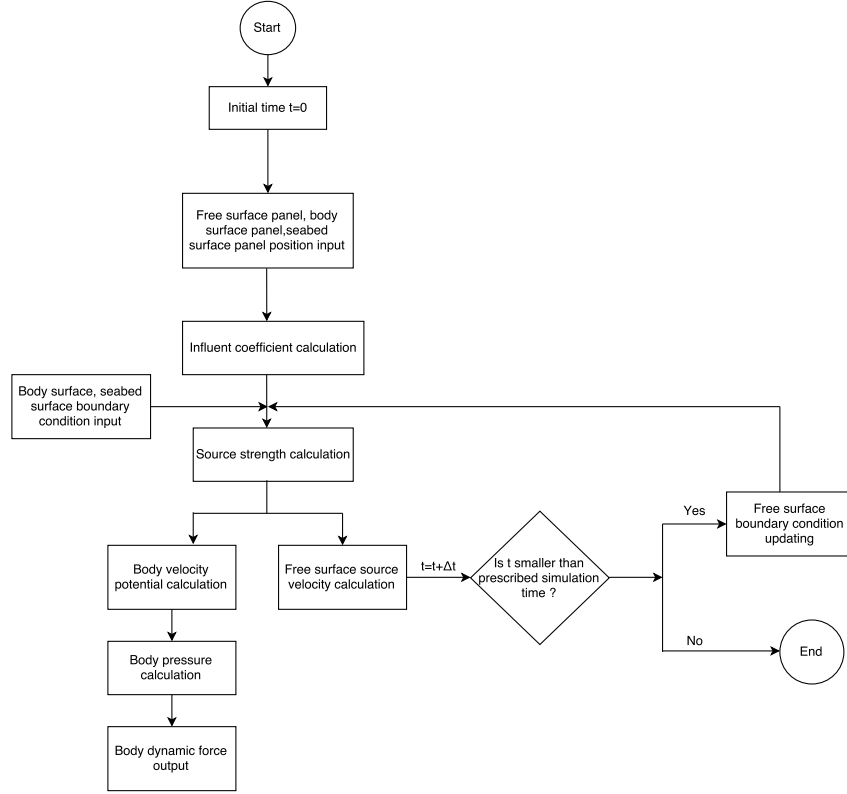 Start
Initial time t=0
Free surface panel, body
surface panel,seabed
surface panel position input
Influent coefficient calculation
Body surface, seabed
surface boundary
condition input
Source strength calculation
Body velocity
potential calculation
Free surface source
velocity calculation
t=t+Δt
Is t smaller than
prescribed simulation
time ?
Yes
Free surface
boundary condition
updating
No
End
Body pressure
calculation
Body dynamic force
output